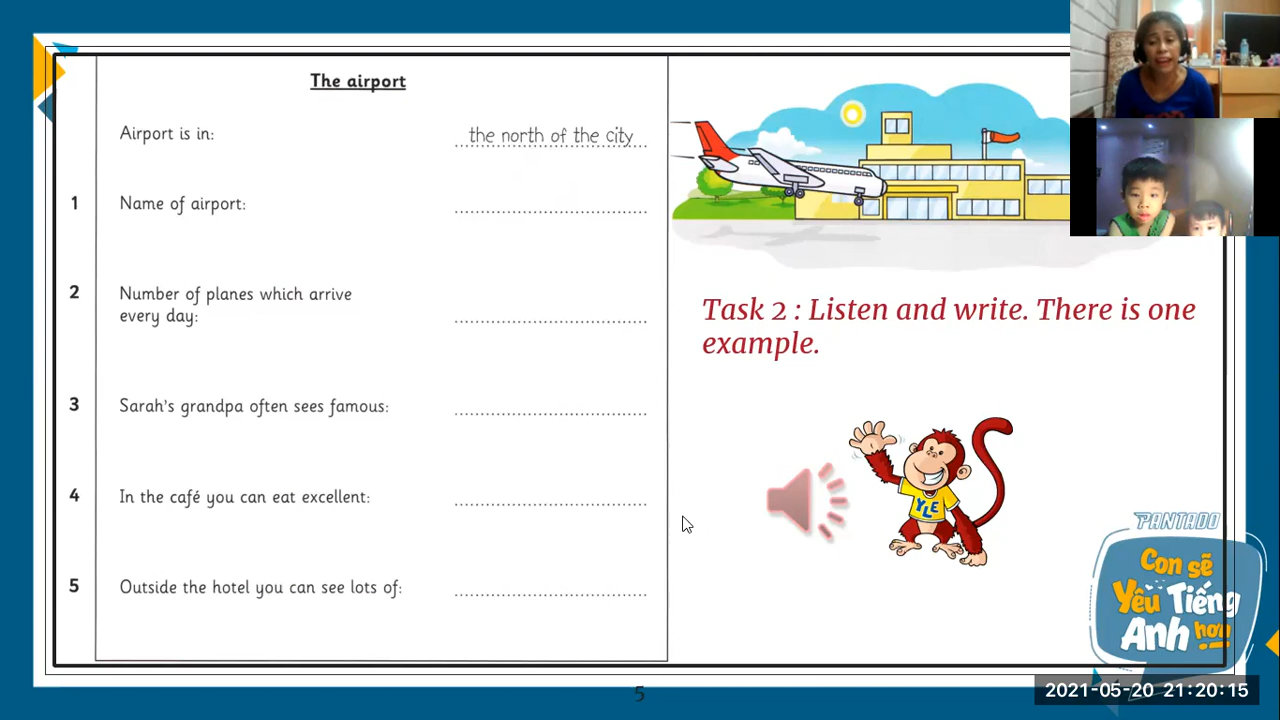 The airport
Airport is in:
the north of the city
1
Name of airport:
2
Number of planes which arrive
every day:
3
Sarah's grandpa often sees famous:
4
In the café you can eat excellent:
5
Outside the hotel you can see lots of:
Task 2 : Listen and write. There is one
example.
YLE
PANTADO
Con sẽ
Yêu Tiếng
Anh hơn
5
2021-05-20 21:20:15